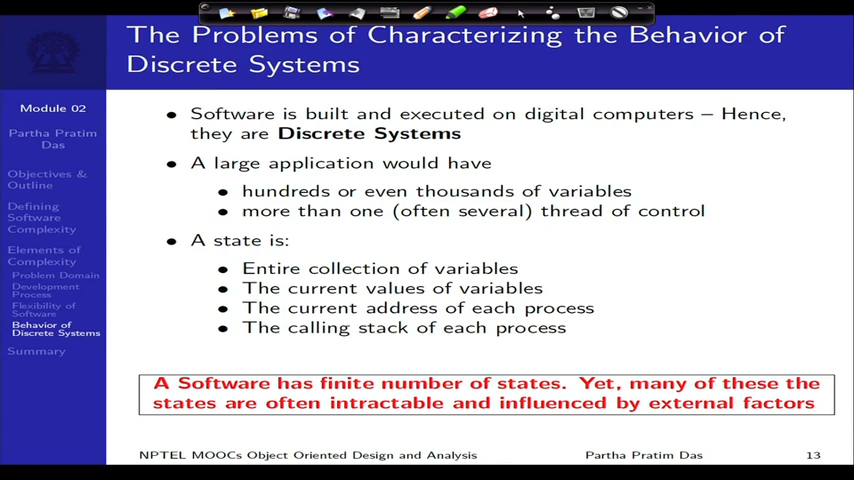 The Problems of Characterizing the Behavior of
Discrete Systems
Module 02
Partha Pratim
Das
Objectives &
Outline
Defining
Software
Complexity
Elements of
Complexity
Problem Domain
Development
Process
Flexibility of
Software
Behavior of
Discrete Systems
Summary
• Software is built and executed on digital computers – Hence,
they are Discrete Systems
• A large application would have
• hundreds or even thousands of variables
• more than one (often several) thread of control
• A state is:
• Entire collection of variables
• The current values of variables
• The current address of each process
• The calling stack of each process
A Software has finite number of states. Yet, many of these the
states are often intractable and influenced by external factors
NPTEL MOOCs Object Oriented Design and Analysis
Partha Pratim Das
13